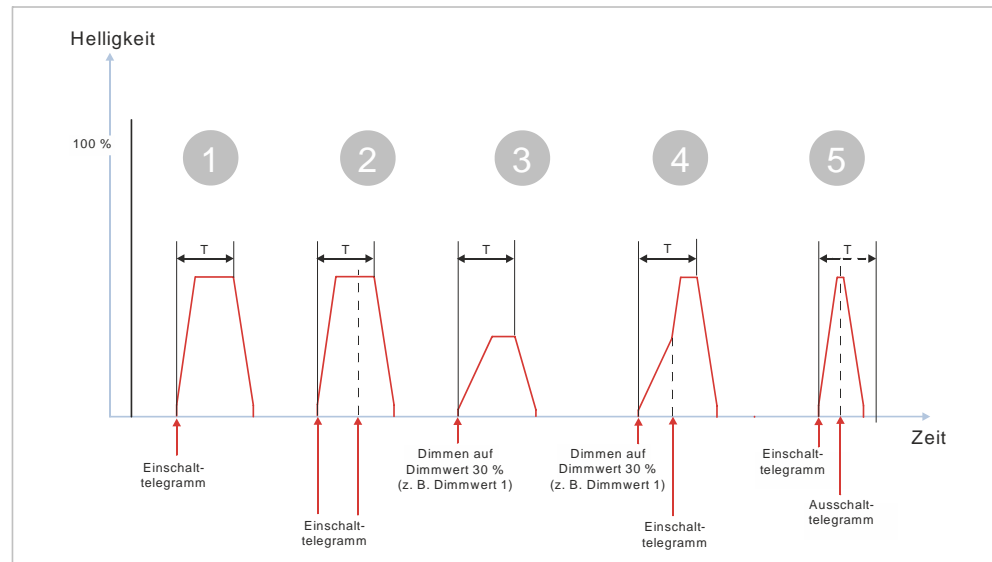 Helligkeit
100 %
1
2
3
4
5
T
T
T
T
T
Zeit
Einschalt-
telegramm
Einschalt-
telegramm
Dimmen auf
Dimmwert 30 %
(z. B. Dimmwert 1)
Dimmen auf
Dimmwert 30 %
(z. B. Dimmwert 1)
Einschalt-
telegramm
Einschalt-
telegramm
Ausschalt-
telegramm